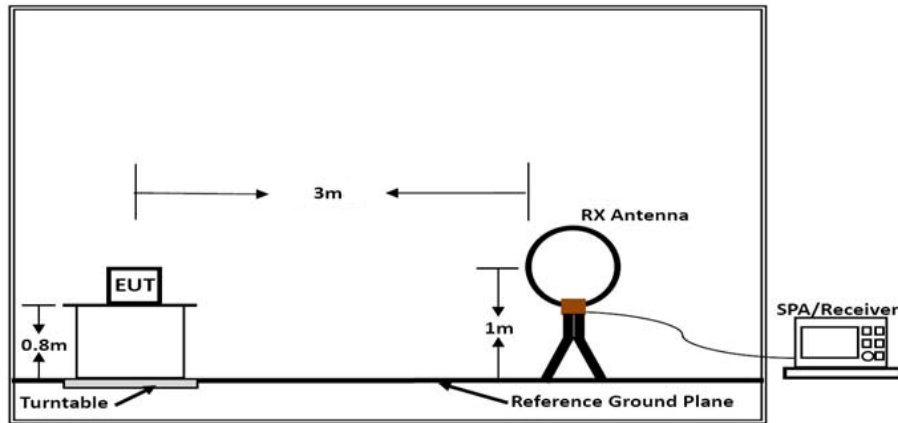 3m
RX Antenna
EUT
SPA/Receiver
0.8m
1m
Turntable
Reference Ground Plane